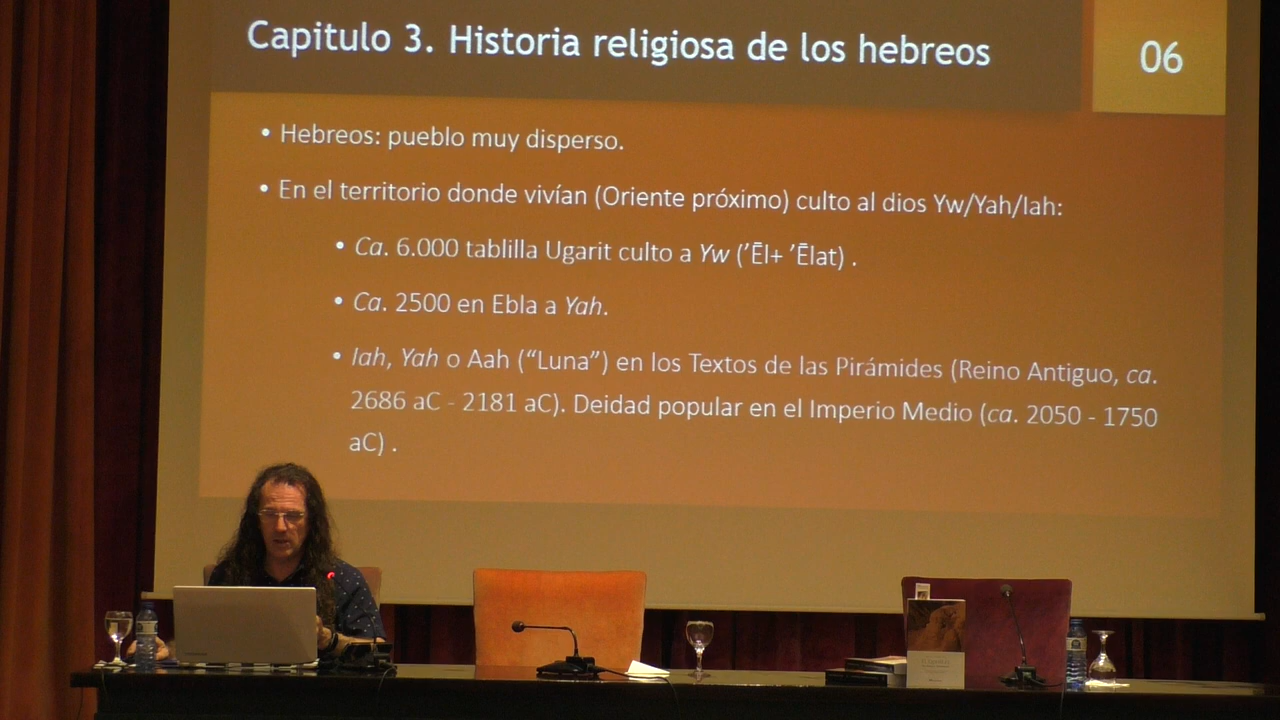 Capitulo 3. Historia religiosa de los hebreos
06
• Hebreos: pueblo muy disperso.
• En el territorio donde vivían (Oriente próximo) culto al dios Yw/Yah/Iah:
• Ca. 6.000 tablilla Ugarit culto a Yw (’Ēl+ ’Ēlat) .
• Ca. 2500 en Ebla a Yah.
• Iah, Yah o Aah (“Luna”) en los Textos de las Pirámides (Reino Antiguo, ca.
2686 aC - 2181 aC). Deidad popular en el Imperio Medio (ca. 2050 - 1750
aC) .